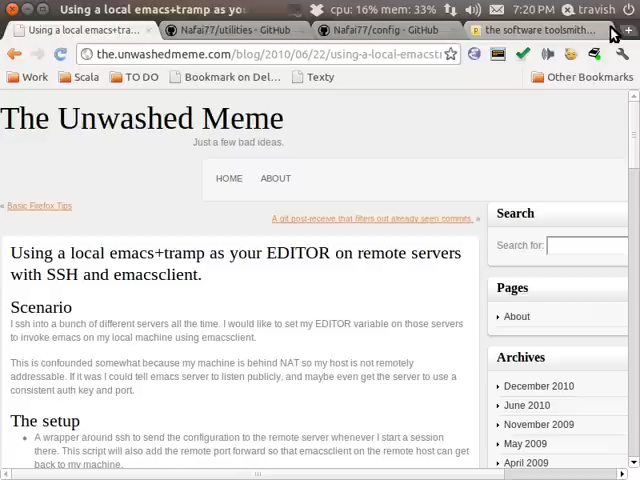 Using a local emacs+tramp as yo
cpu: 16% mem: 33%
7:20 PM
travish
Using a local emacs+tra...
Nafai77/utilities - GitHub
Nafai77/config - GitHub
the software toolsmith...
the.unwashedmeme.com/blog/2010/06/22/using-a-local-emacstr
Work
Scala
TO DO
Bookmark on Del...
Texty
Other Bookmarks
The Unwashed Meme
Just a few bad ideas.
HOME
ABOUT
« Basic Firefox Tips
A git post-receive that filters out already seen commits. »
Using a local emacs+tramp as your EDITOR on remote servers
with SSH and emacsclient.
Scenario
I ssh into a bunch of different servers all the time. I would like to set my EDITOR variable on those servers
to invoke emacs on my local machine using emacsclient.
This is confounded somewhat because my machine is behind NAT so my host is not remotely
addressable. If it was I could tell emacs server to listen publicly, and maybe even get the server to use a
consistent auth key and port.
The setup
A wrapper around ssh to send the configuration to the remote server whenever I start a session
there. This script will also add the remote port forward so that emacsclient on the remote host can get
back to my machine.
Search
Search for:
Pages
About
Archives
December 2010
June 2010
November 2009
May 2009
April 2009